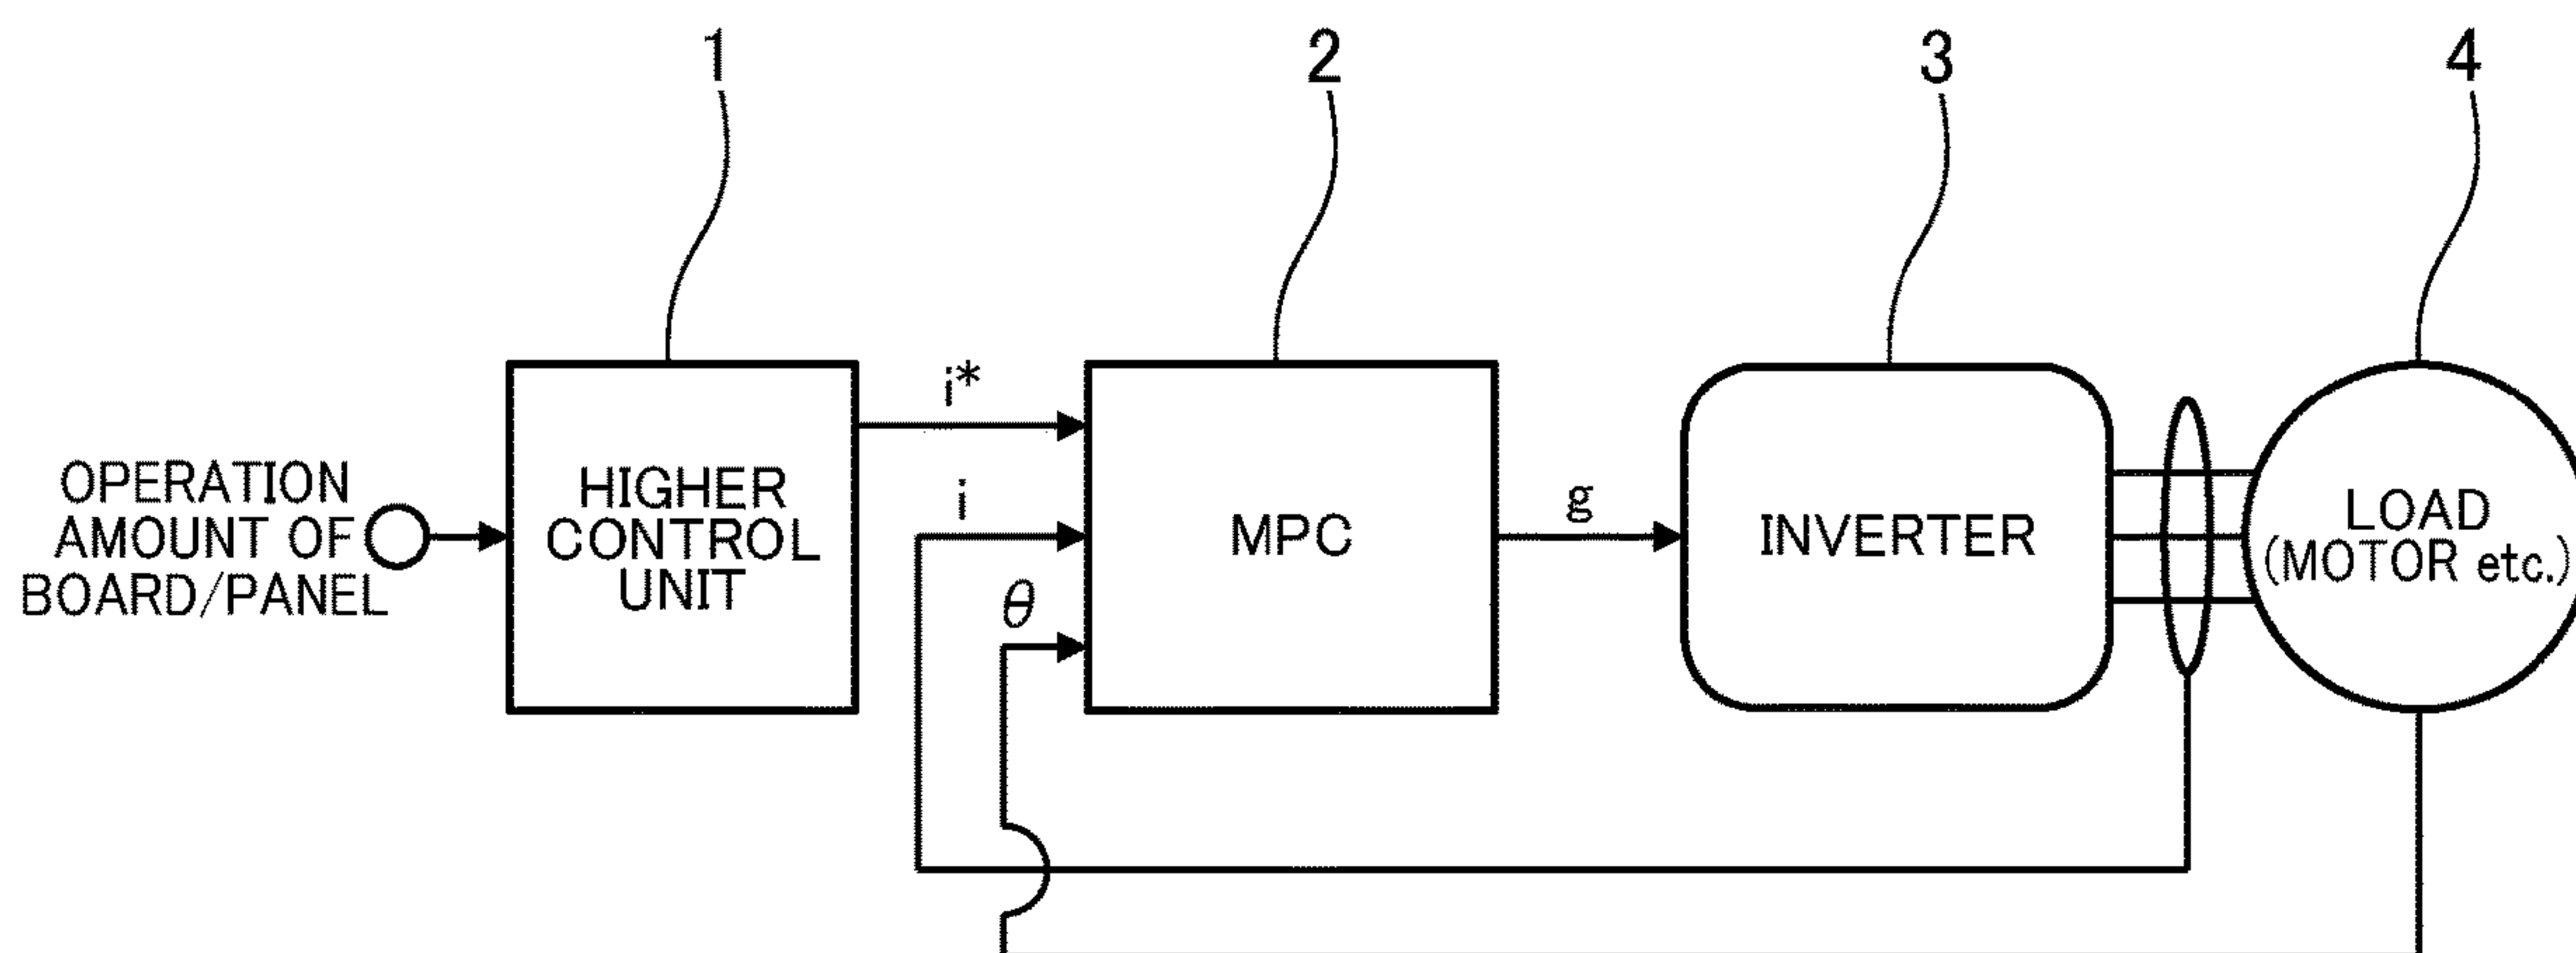 1
2
3
4
i*
i
θ
g
OPERATION
AMOUNT OF
BOARD/PANEL
HIGHER
CONTROL
UNIT
MPC
INVERTER
LOAD
(MOTOR etc.)